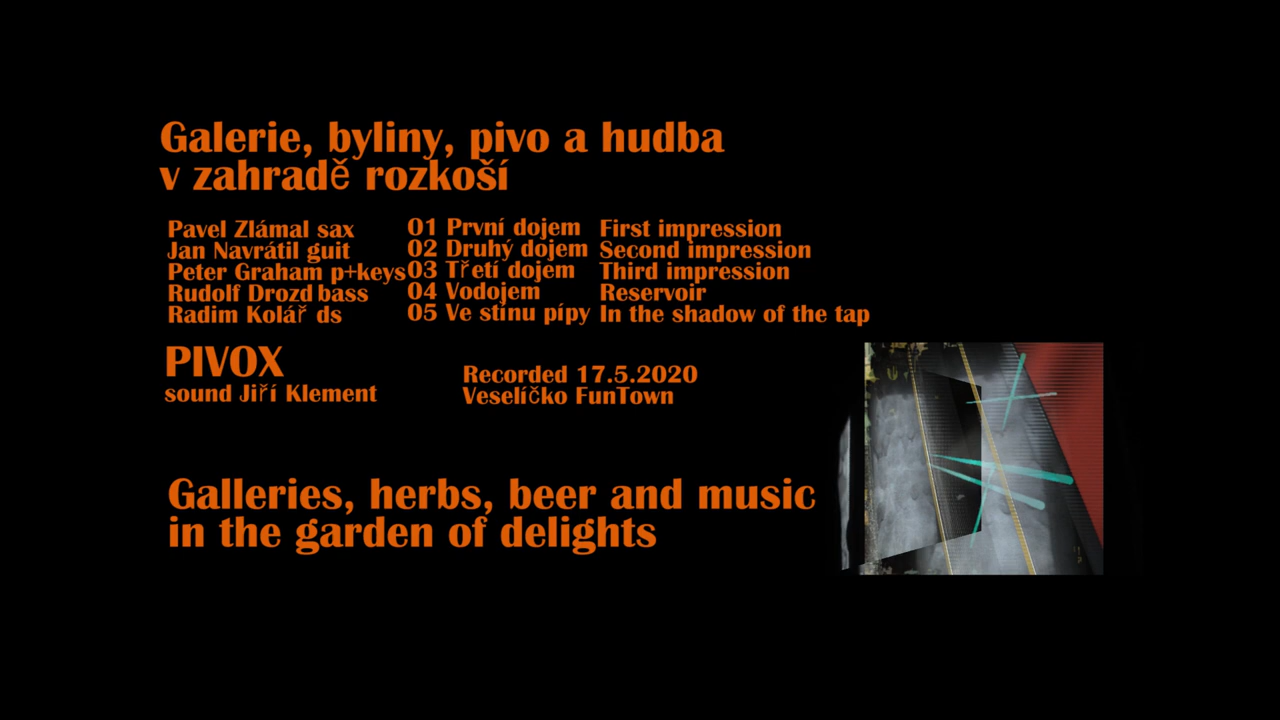 Galerie, byliny, pivo a hudba
v zahradě rozkoší
Pavel Zlámal sax
Jan Navrátil guit
Peter Graham p+keys
Rudolf Drozd bass
Radim Kolář ds
01 První dojem First impression
02 Druhý dojem Second impression
03 Třetí dojem Third impression
04 Vodojem Reservoir
05 Ve stínu pípy In the shadow of the tap
PIVOX
sound Jiří Klement
Recorded 17.5.2020
Veselíčko FunTown
Galleries, herbs, beer and music
in the garden of delights